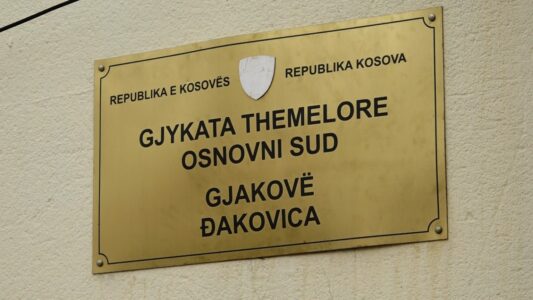 REPUBLIKA E KOSOVËS
REPUBLIKA KOSOVA
GJYKATA THEMELORE
OSNOVNI SUD
GJAKOVË
ĐAKOVICA